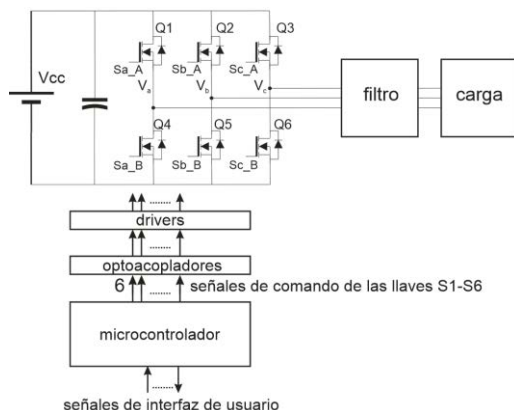 Q1 Q2 Q3
Vcc
Sa_A Sb_A Sc_A
Va Vb Vc
filtro carga
Q4 Q5 Q6
Sa_B Sb_B Sc_B
........
drivers
........
optoacopladores
6 ........ señales de comando de las llaves S1-S6
microcontrolador
........
señales de interfaz de usuario